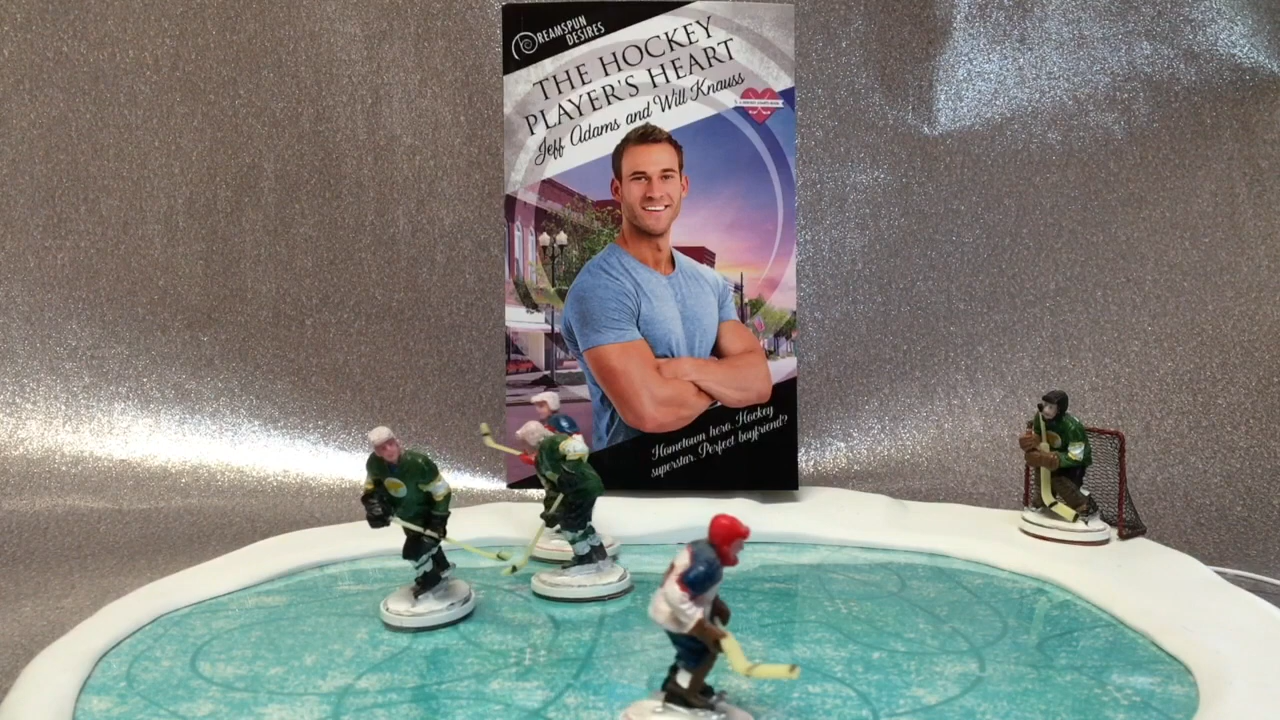 DREAMSPUN
DESIRES
THE HOCKEY
PLAYER'S HEART
Jeff Adams and Will Knauss
Hometown hero. Hockey
superstar. Perfect boyfriend?